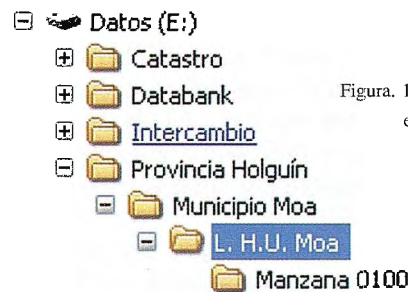 Datos (E:)
Catastro
Databank
Figura. 1
e
Intercambio
Provincia Holguín
Municipio Moa
L. H.U. Moa
Manzana 0100